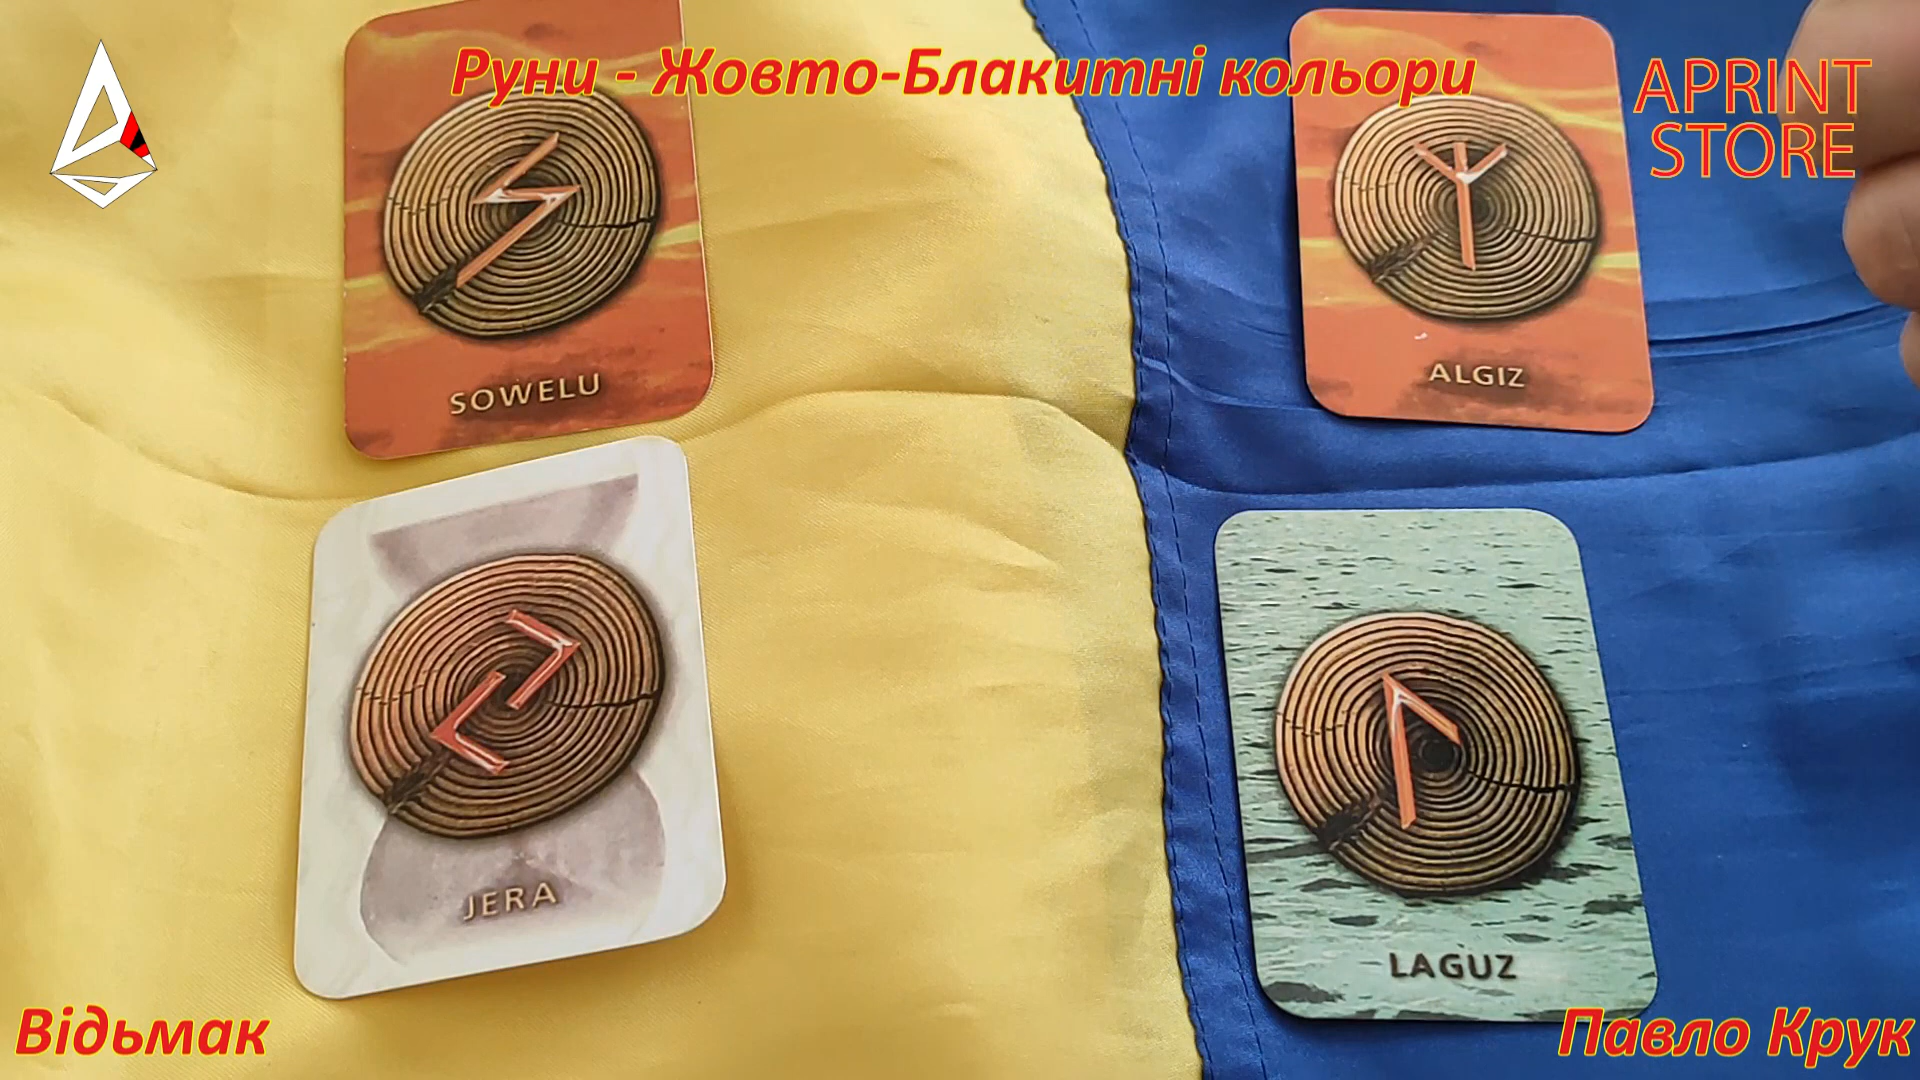 Руни - Жовто-Блакитні кольори
APRINT
STORE
SOWELU
ALGIZ
JERA
LAGUZ
Відьмак
Павло Крук